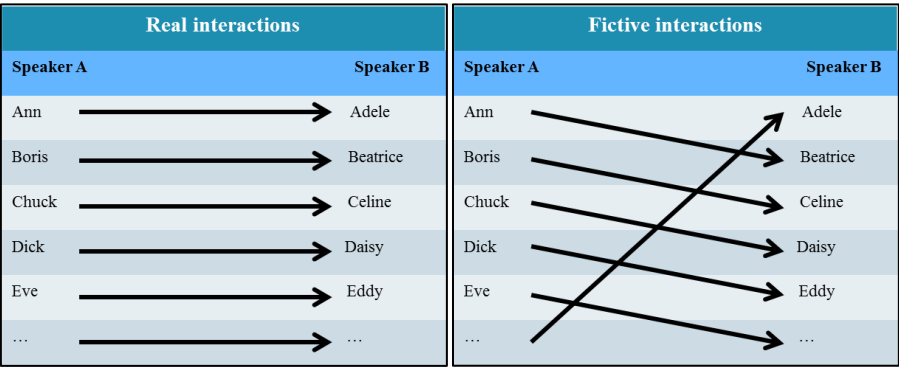 Real interactions
Speaker A Speaker B
Ann Adele
Boris Beatrice
Chuck Celine
Dick Daisy
Eve Eddy
… …
Fictive interactions
Speaker A Speaker B
Ann Adele
Boris Beatrice
Chuck Celine
Dick Daisy
Eve Eddy
… …